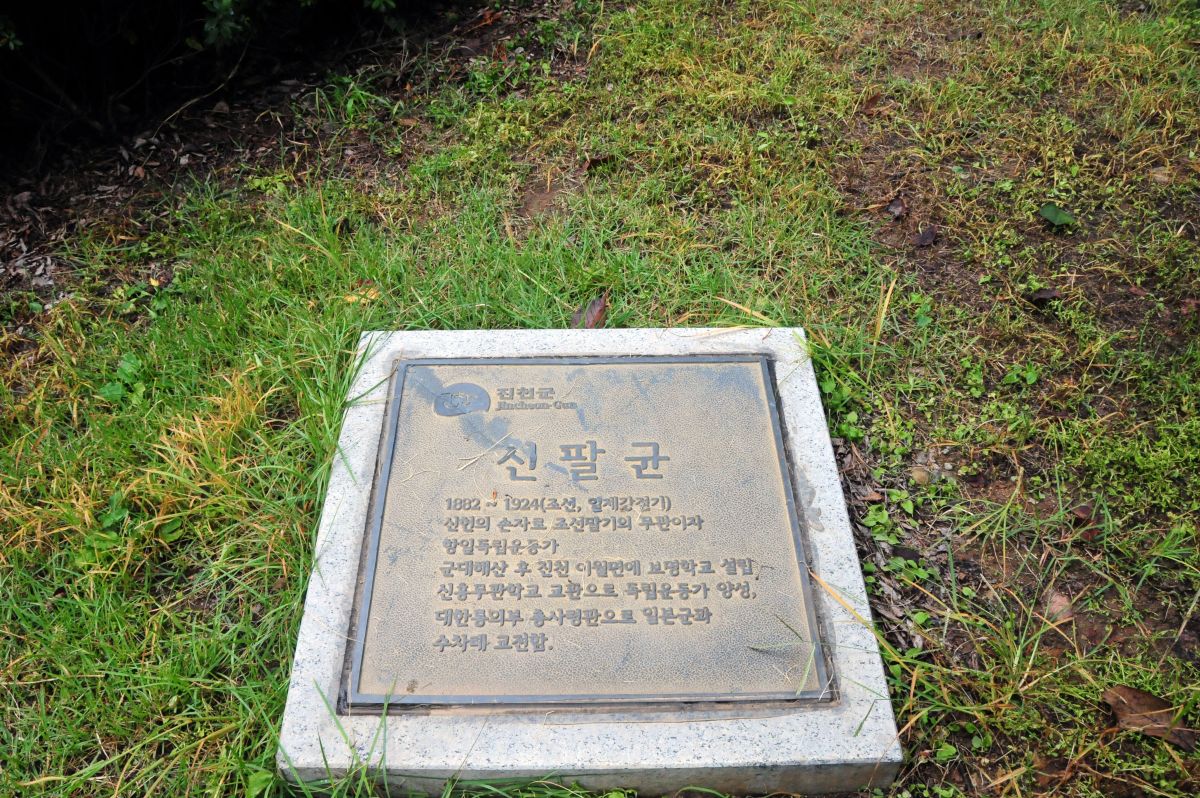 진천군
Jincheon-Gun
신팔균
1882 ~ 1924(조선, 일제강점기)
신헌의 손자로 조선말기의 무관이자
항일독립운동가
군대해산 후 진천 이월면에 보명학교 설립,
신흥무관학교 교관으로 독립운동가 양성,
대한통의부 총사령관으로 일본군과
수차례 교전함.